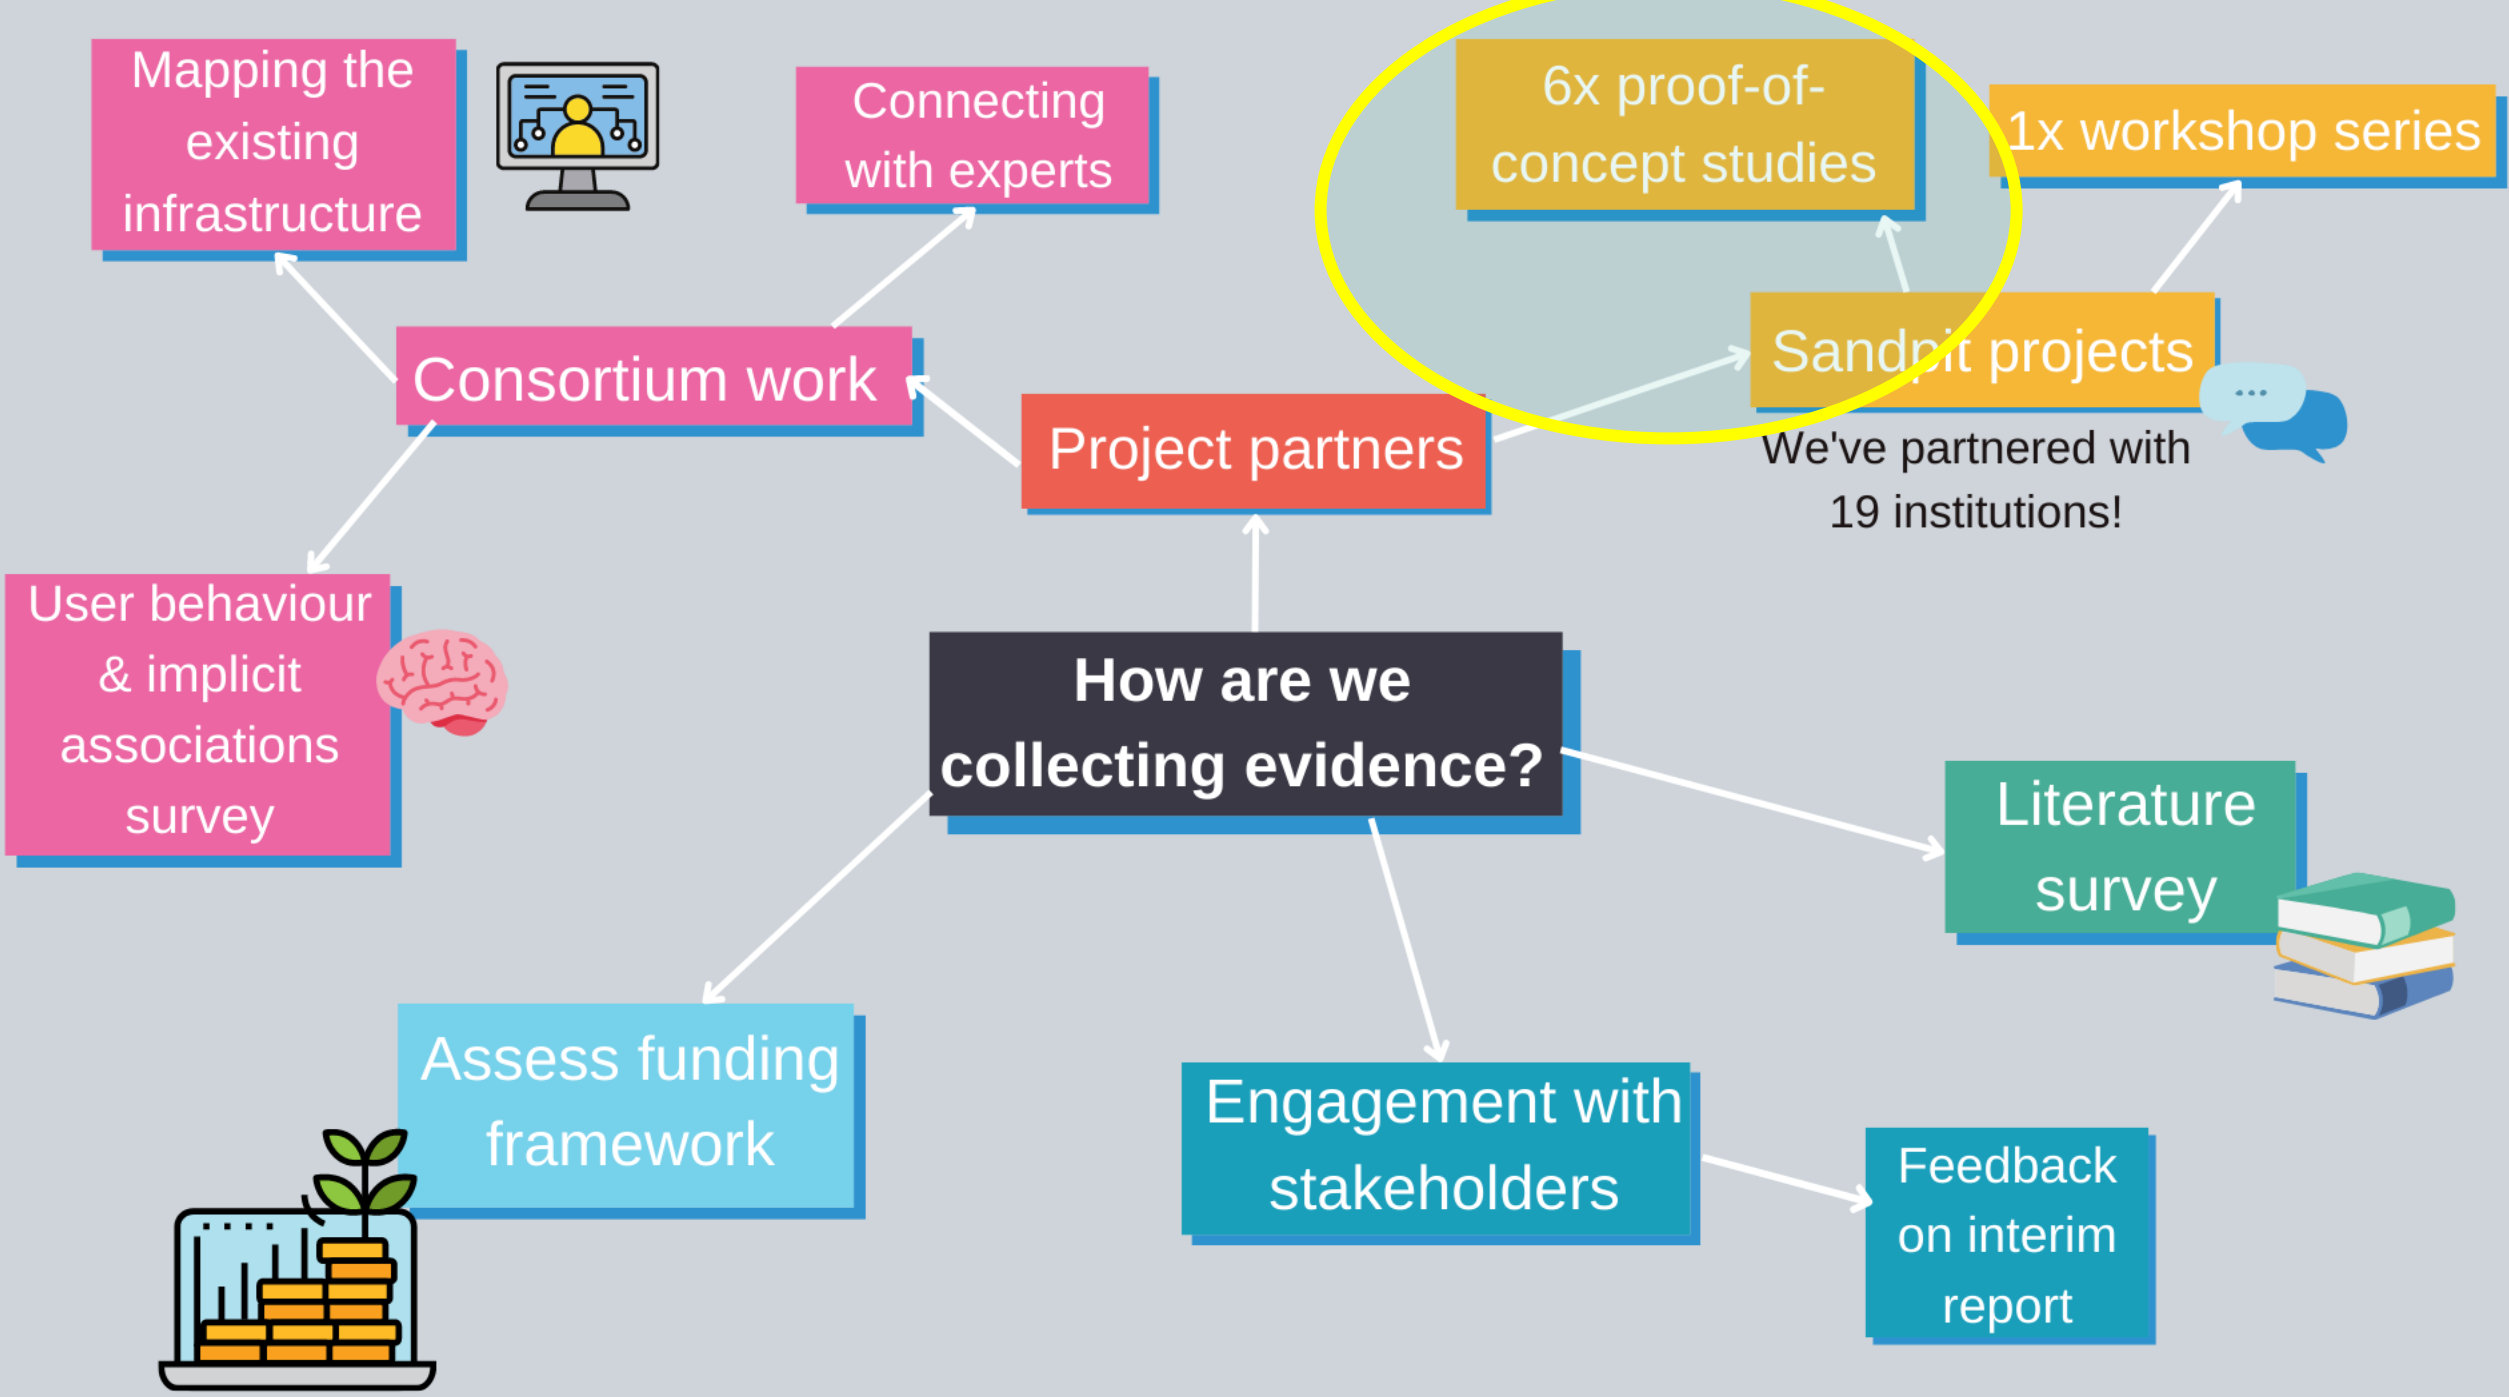 Mapping the
existing
infrastructure
Connecting
with experts
6x proof-of-
concept studies
1x workshop series
Consortium work
Project partners
Sandpit projects
We've partnered with
19 institutions!
User behaviour
& implicit
associations
survey
How are we
collecting evidence?
Literature
survey
Assess funding
framework
Engagement with
stakeholders
Feedback
on interim
report